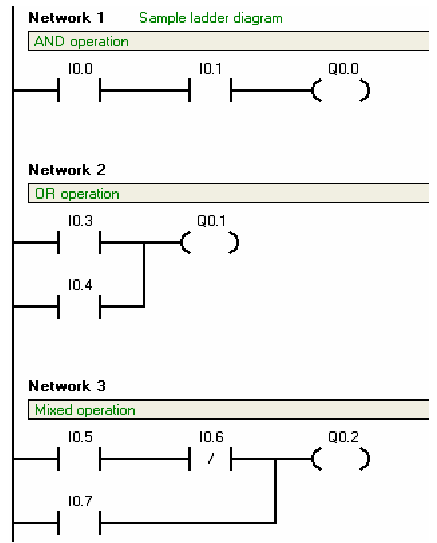 Network 1 Sample ladder diagram
AND operation
I0.0 I0.1 Q0.0
Network 2
OR operation
I0.3 Q0.1
I0.4
Network 3
Mixed operation
I0.5 I0.6 Q0.2
/
I0.7